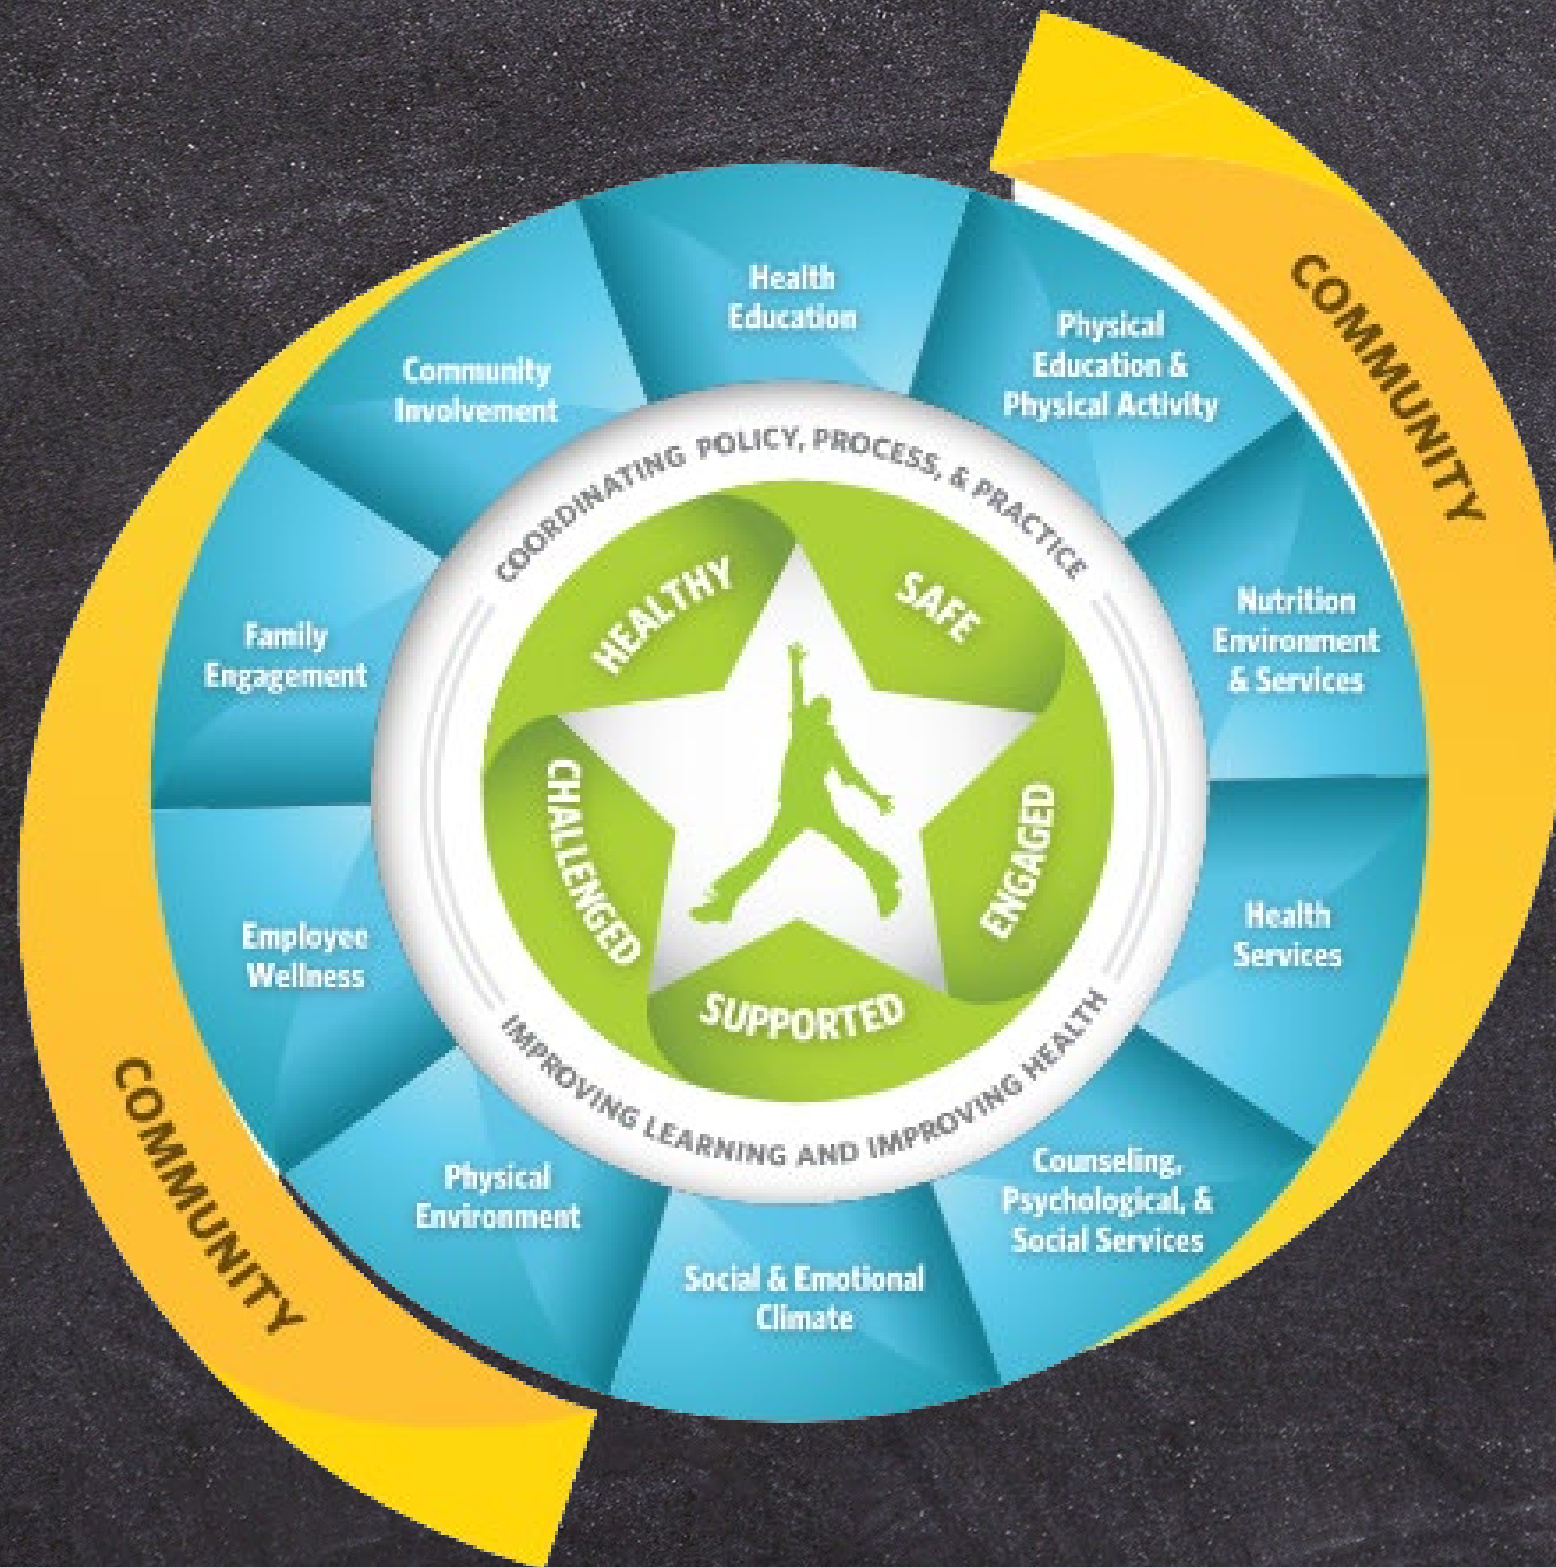 COMMUNITY
Health
Education
Physical
Education &
Physical Activity
Nutrition
Environment
& Services
Health
Services
Counseling,
Psychological, &
Social Services
Social & Emotional
Climate
Physical
Environment
Employee
Wellness
Family
Engagement
Community
Involvement
COORDINATING POLICY, PROCESS, & PRACTICE
IMPROVING LEARNING AND IMPROVING HEALTH
HEALTHY
SAFE
ENGAGED
SUPPORTED
CHALLENGED
COMMUNITY